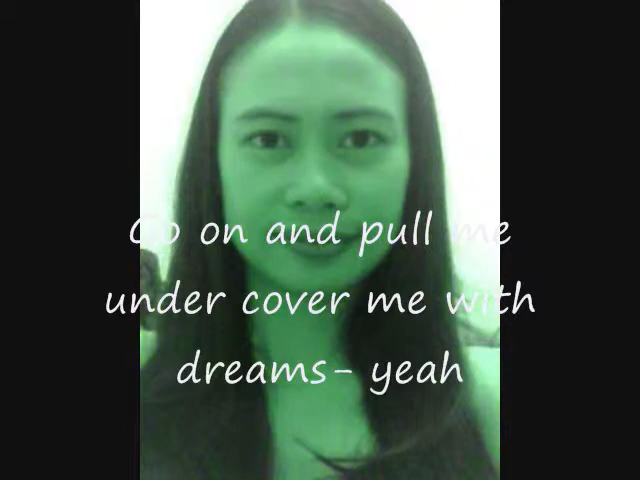 Go on and pull me
under cover me with
dreams- yeah